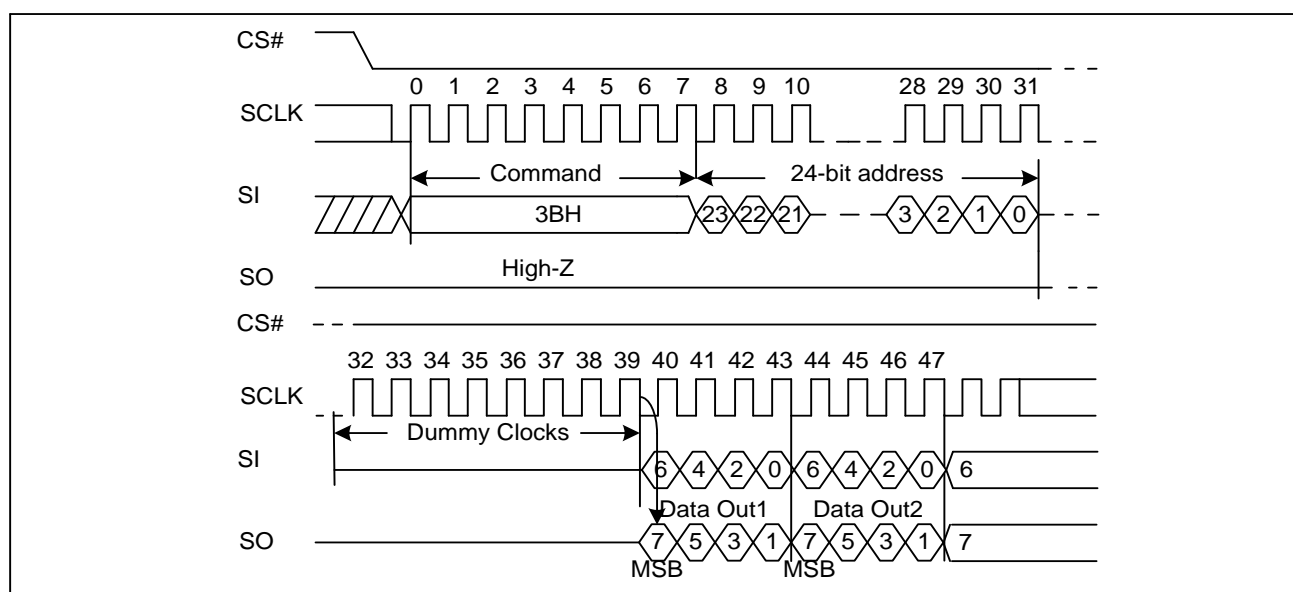 CS#
0 1 2 3 4 5 6 7 8 9 10 28 29 30 31
SCLK
Command 24-bit address
SI
3BH 23 22 21 3 2 1 0
High-Z
SO
CS#
32 33 34 35 36 37 38 39 40 41 42 43 44 45 46 47
SCLK
Dummy Clocks
SI 6 4 2 0 6 4 2 0 6
Data Out1 Data Out2
SO 7 5 3 1 7 5 3 1 7
MSB MSB